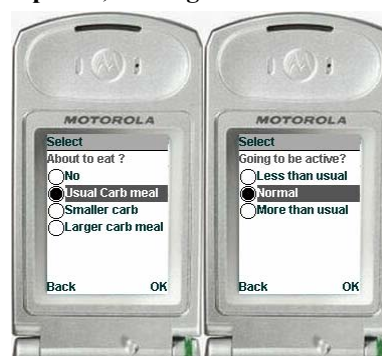 MOTOROLA
Select
About to eat ?
No
Usual Carb meal
Smaller carb
Larger carb meal
Back OK
MOTOROLA
Select
Going to be active?
Less than usual
Normal
More than usual
Back OK